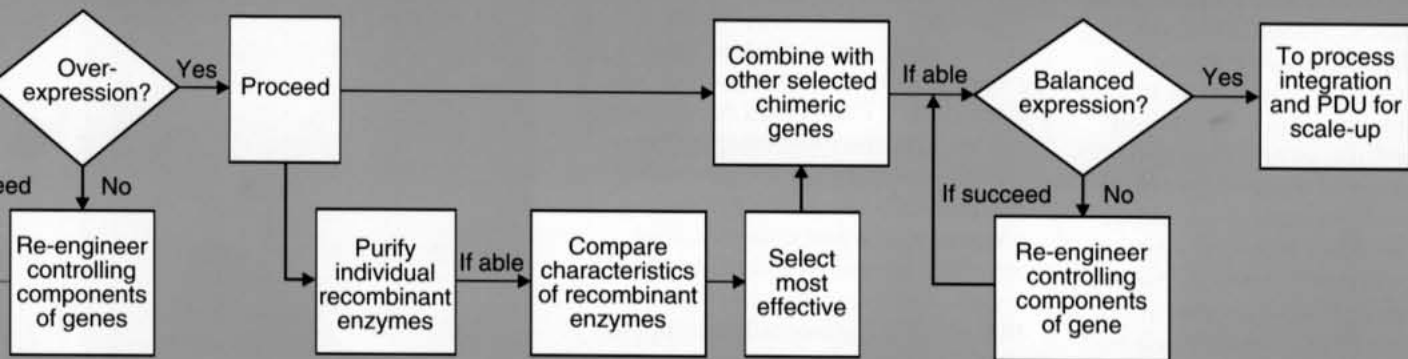 Over-
expression?
Yes
Proceed
No
Re-engineer
controlling
components
of genes
Purify
individual
recombinant
enzymes
If able
Compare
characteristics
of recombinant
enzymes
Select
most
effective
Combine with
other selected
chimeric
genes
If able
Balanced
expression?
Yes
To process
integration
and PDU for
scale-up
If succeed
No
Re-engineer
controlling
components
of gene